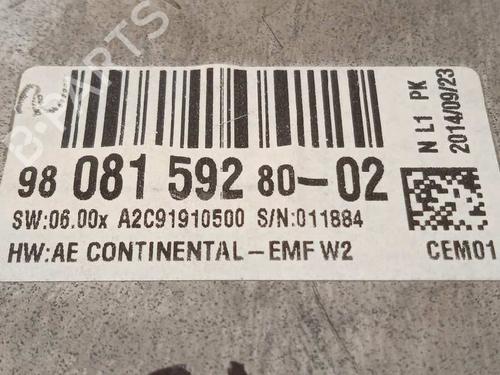 B-PARTS
98 081 592 80-02
SW:06.00x A2C91910500 S/N:011884
HW:AE CONTINENTAL-EMF W2
N L1 PK
2014/09/23
CEM01